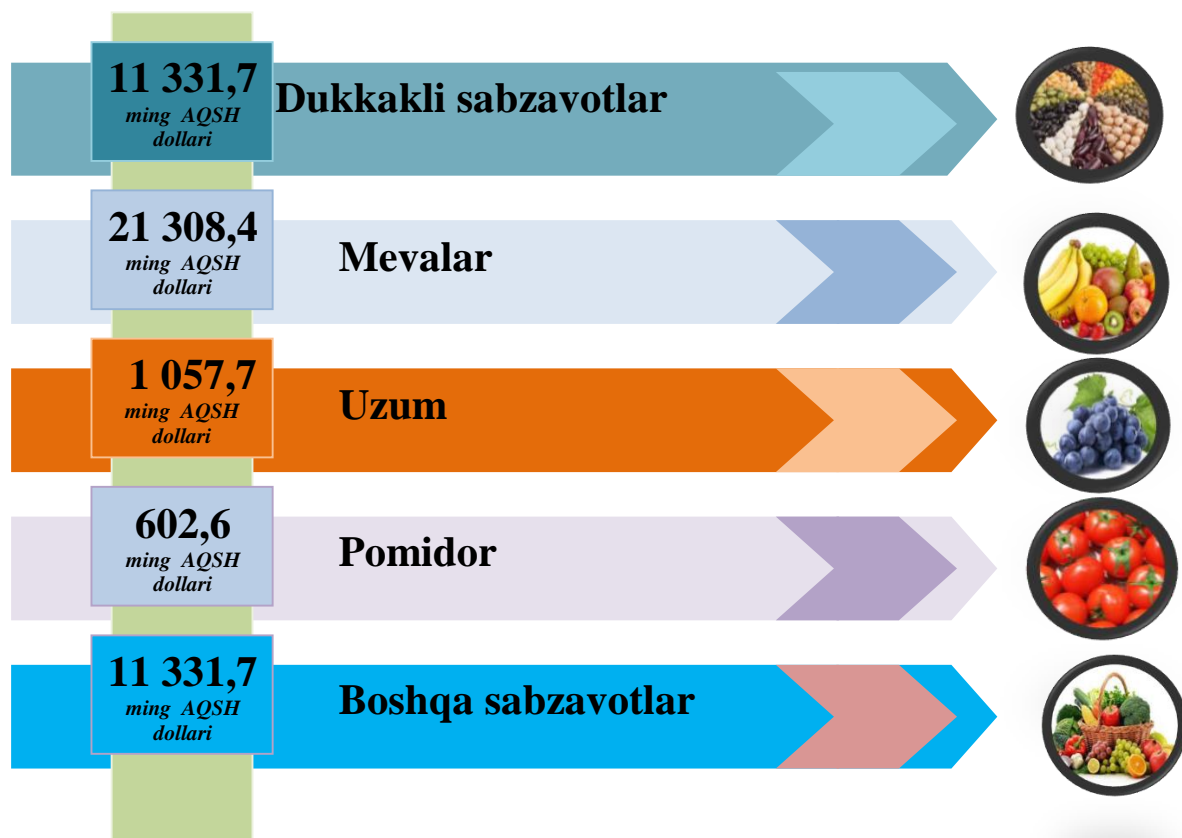 11 331,7
ming AQSH
dollari
Dukkakli sabzavotlar
21 308,4
ming AQSH
dollari
Mevalar
1 057,7
ming AQSH
dollari
Uzum
602,6
ming AQSH
dollari
Pomidor
11 331,7
ming AQSH
dollari
Boshqa sabzavotlar